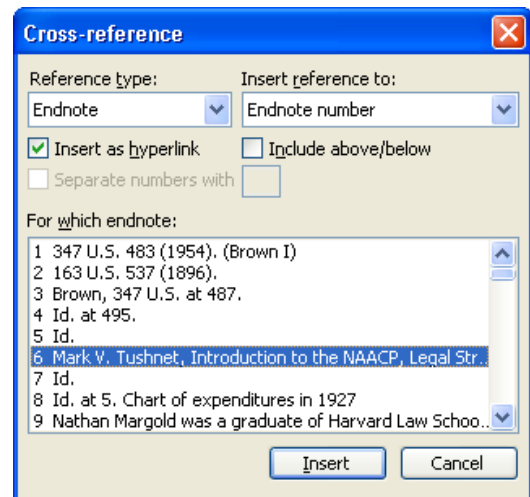 Cross-reference
Reference type: Insert reference to:
Endnote Endnote number
Insert as hyperlink Include above/below
Separate numbers with
For which endnote:
1 347 U.S. 483 (1954). (Brown I)
2 163 U.S. 537 (1896).
3 Brown, 347 U.S. at 487.
4 Id. at 495.
5 Id.
6 Mark V. Tushnet, Introduction to the NAACP, Legal Str...
7 Id.
8 Id. at 5. Chart of expenditures in 1927
9 Nathan Margold was a graduate of Harvard Law Schoo...
Insert Cancel